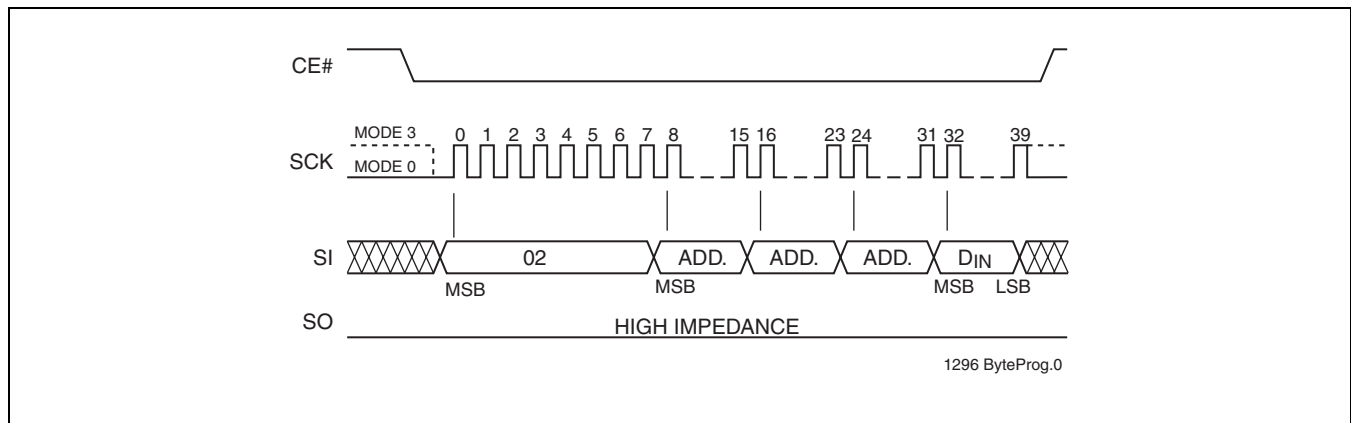 CE#
MODE 3
0 1 2 3 4 5 6 7 8 15 16 23 24 31 32 39
SCK
MODE 0
SI
02 ADD. ADD. ADD. DIN
MSB MSB MSB LSB
SO
HIGH IMPEDANCE
1296 ByteProg.0